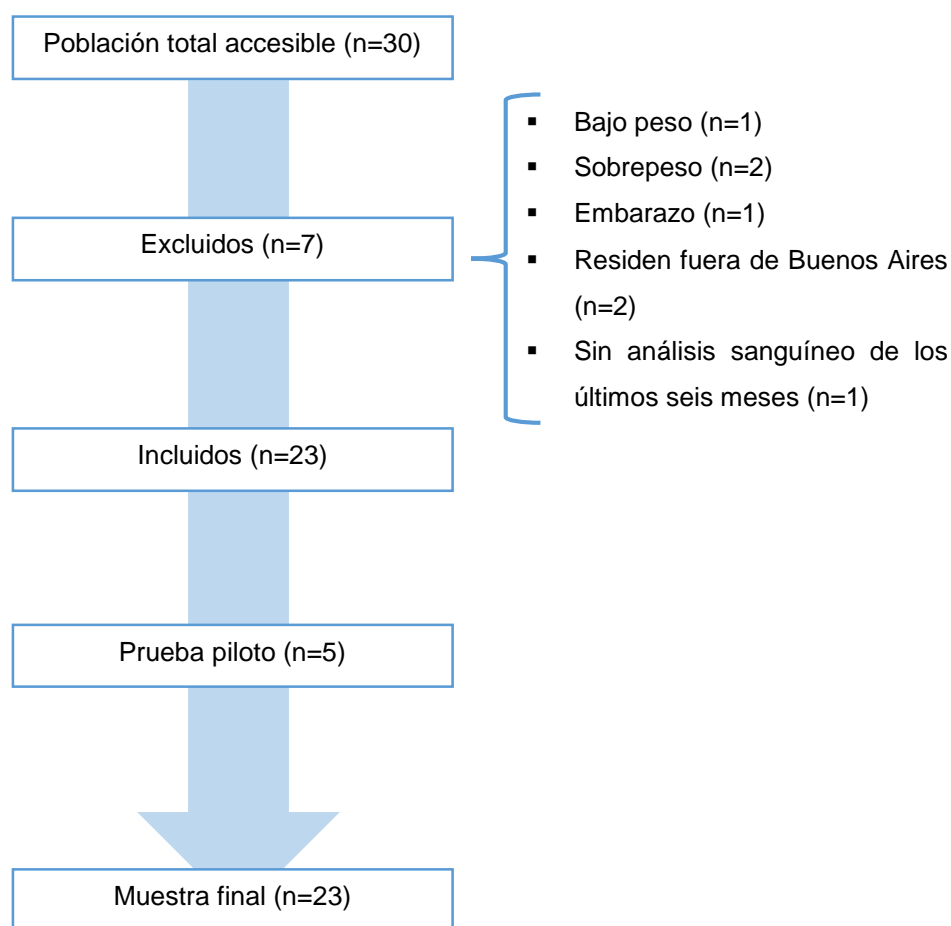 Población total accesible (n=30)
Excluidos (n=7)
▪ Bajo peso (n=1)
▪ Sobrepeso (n=2)
▪ Embarazo (n=1)
▪ Residen fuera de Buenos Aires
(n=2)
▪ Sin análisis sanguíneo de los
últimos seis meses (n=1)
Incluidos (n=23)
Prueba piloto (n=5)
Muestra final (n=23)